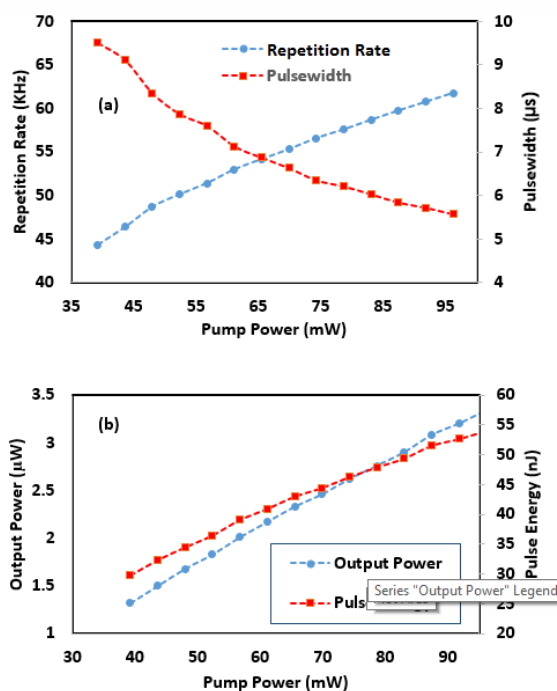 70
65
60
55
50
45
40
Repetition Rate (KHz)
(a)
Repetition Rate
Pulsewidth
10
9
8
7
6
5
4
Pulsewidth (µs)
35 45 55 65 75 85 95
Pump Power (mW)
3.5
3
2.5
2
1.5
1
Output Power (µW)
(b)
Output Power
Series "Output Power" Legend
60
55
50
45
40
35
30
25
20
Pulse Energy (nJ)
30 40 50 60 70 80 90
Pump Power (mW)